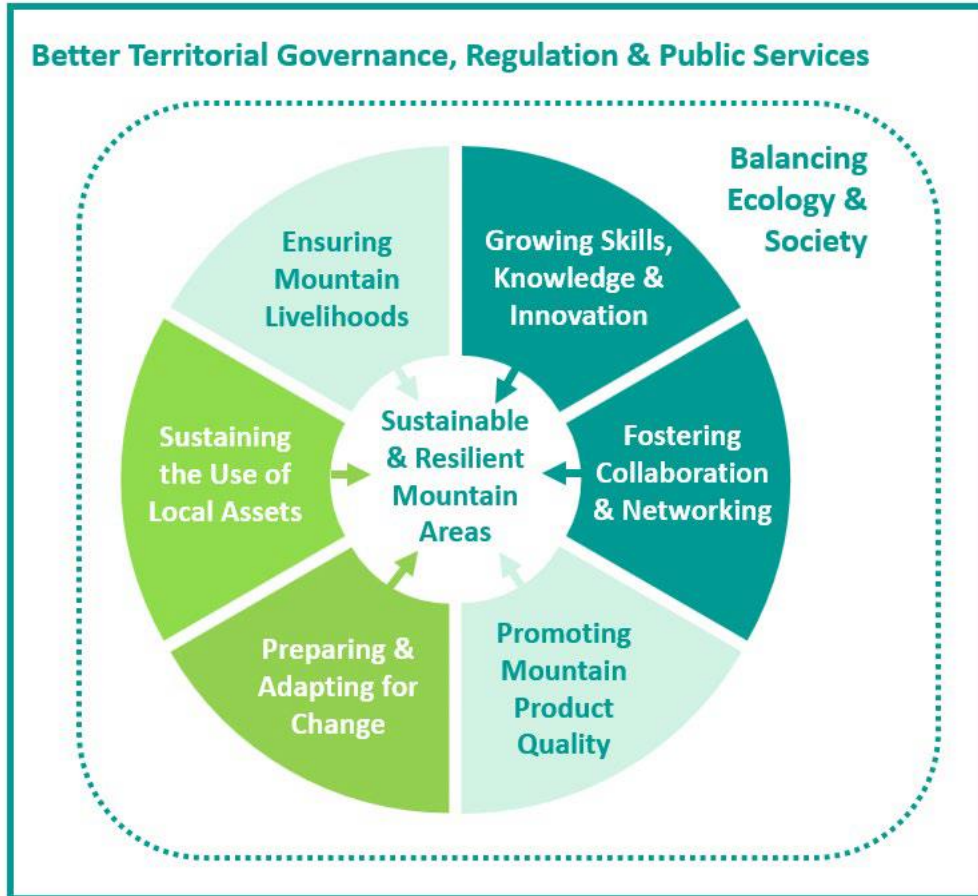 Better Territorial Governance, Regulation & Public Services
Balancing
Ecology &
Society
Ensuring
Mountain
Livelihoods
Growing Skills,
Knowledge &
Innovation
Sustaining
the Use of
Local Assets
Sustainable
& Resilient
Mountain
Areas
Fostering
Collaboration
& Networking
Preparing &
Adapting for
Change
Promoting
Mountain
Product
Quality